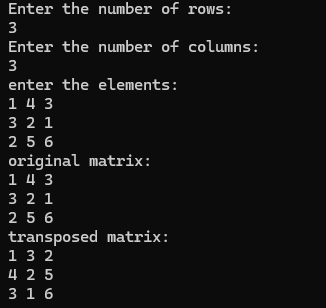 Enter the number of rows:
3
Enter the number of columns:
3
enter the elements:
1 4 3
3 2 1
2 5 6
original matrix:
1 4 3
3 2 1
2 5 6
transposed matrix:
1 3 2
4 2 5
3 1 6